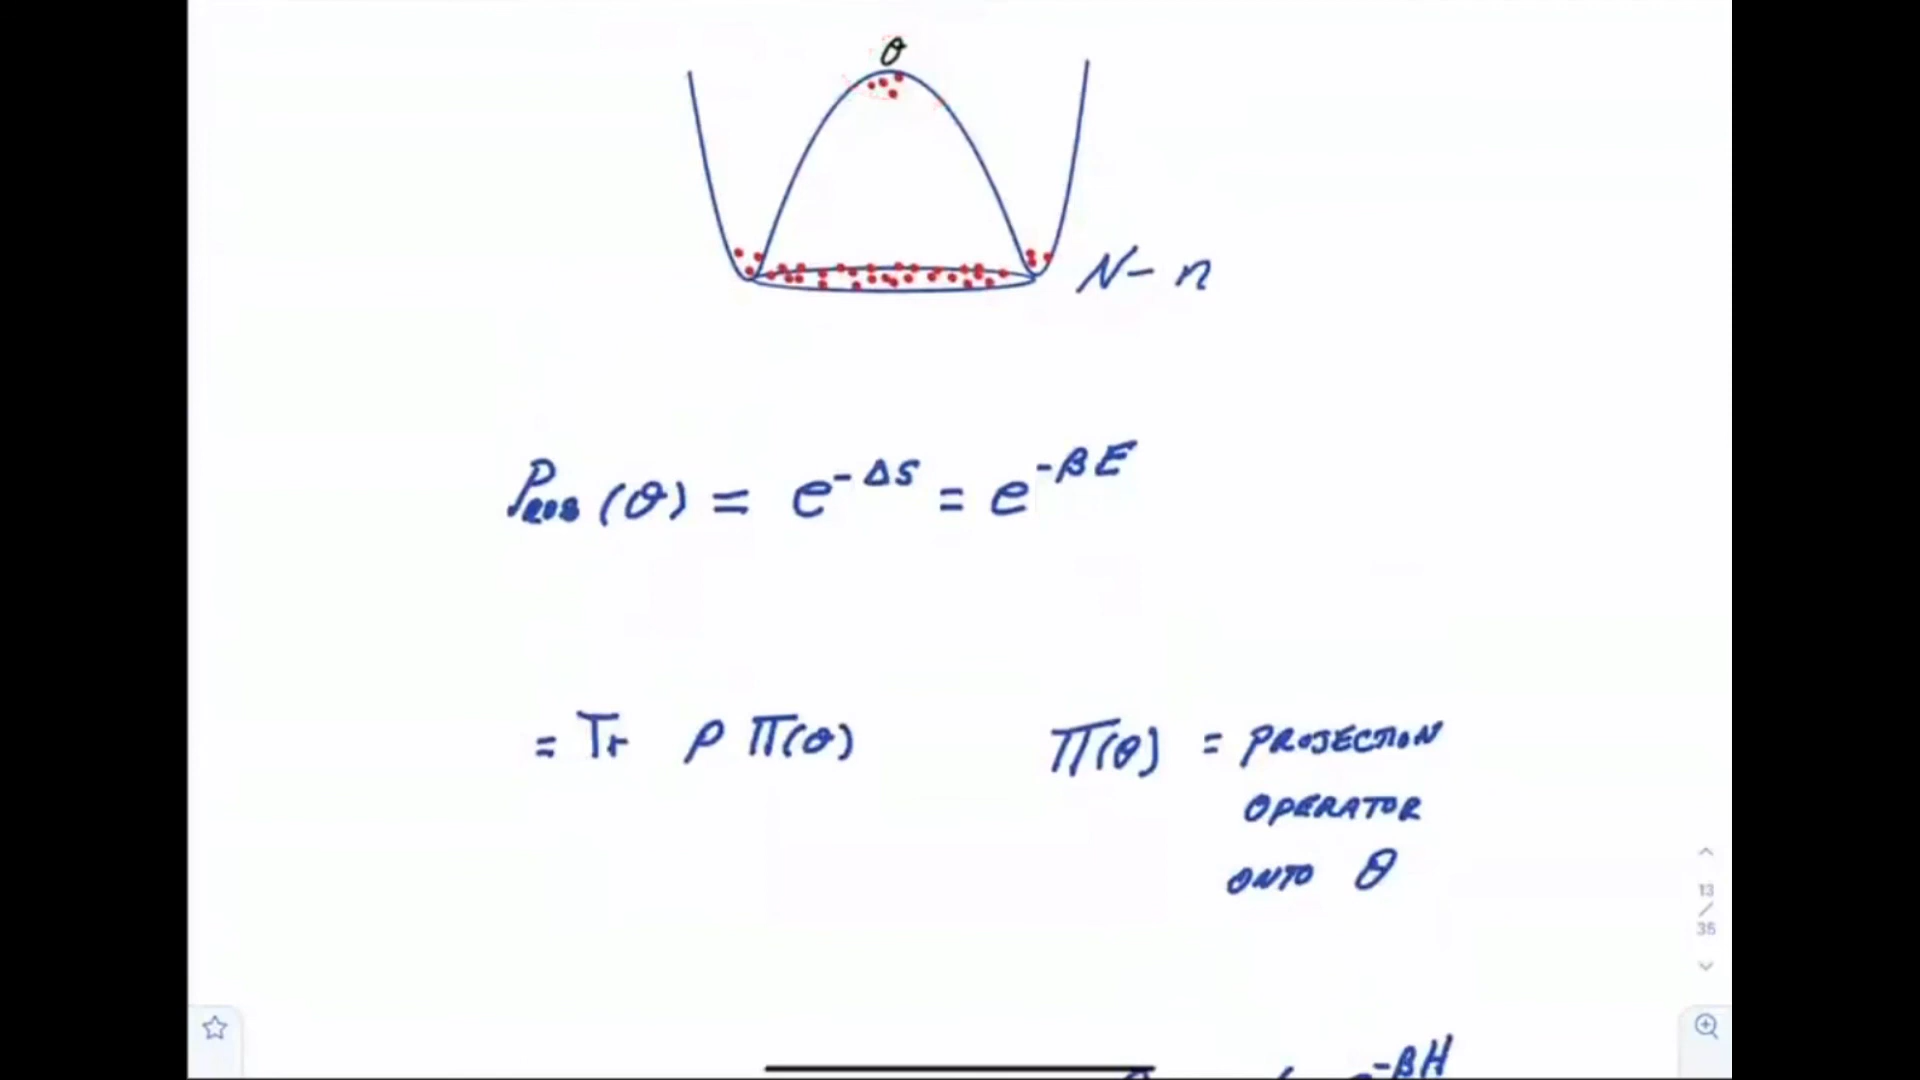 θ
N - n
Prob (θ) = e^{-ΔS} = e^{-βE}
= Tr ρ Π(θ)
Π(θ) = PROJECTION
OPERATOR
ONTO θ
13
/
35
e^{-βH}